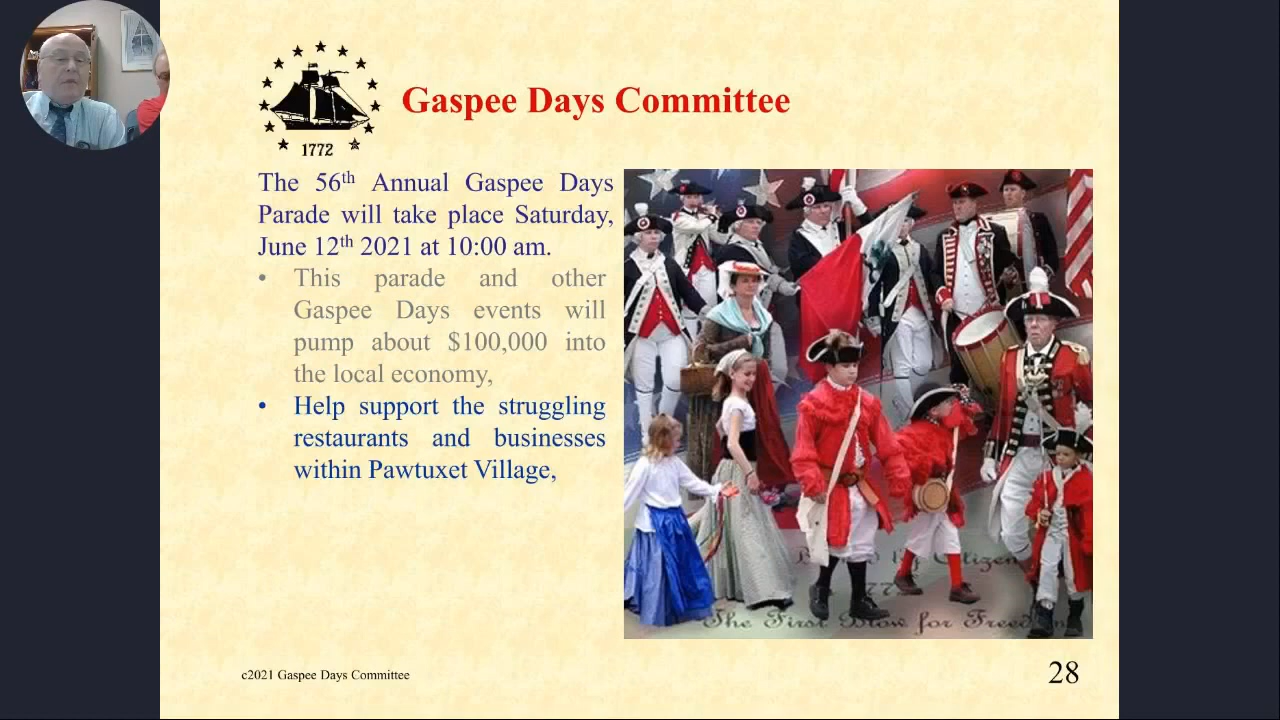 Gaspee Days Committee
1772
The 56th Annual Gaspee Days
Parade will take place Saturday,
June 12th 2021 at 10:00 am.
• This parade and other
Gaspee Days events will
pump about $100,000 into
the local economy,
• Help support the struggling
restaurants and businesses
within Pawtuxet Village,
The First Blow for
c2021 Gaspee Days Committee
28